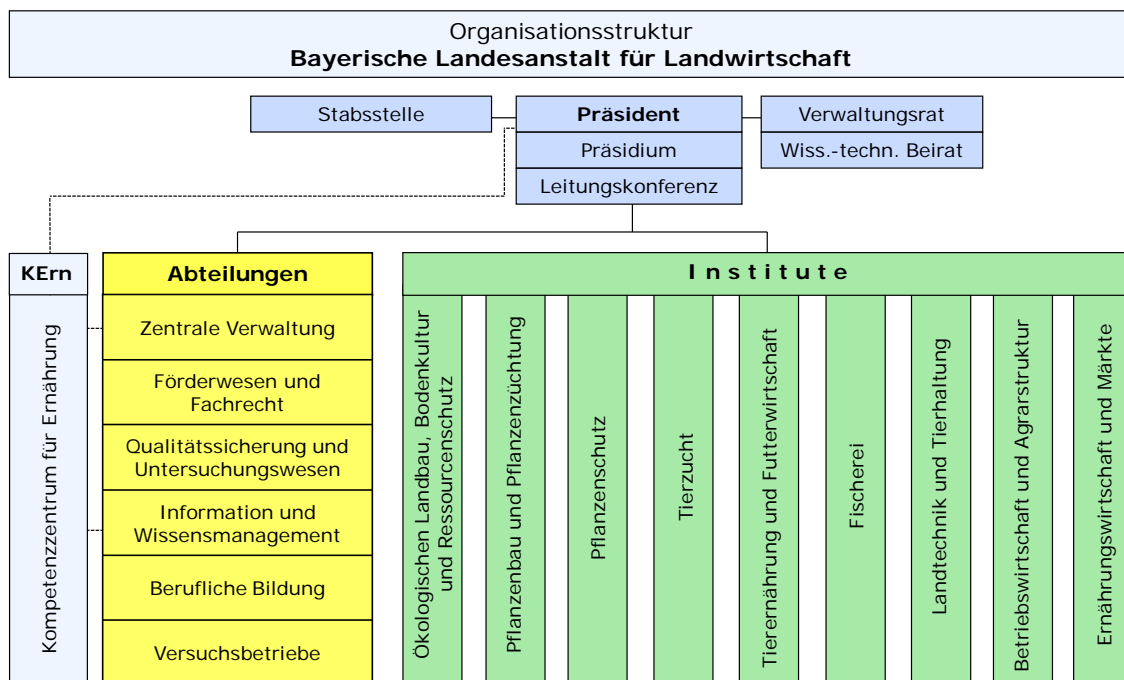 Organisationsstruktur
Bayerische Landesanstalt für Landwirtschaft
Stabsstelle
Präsident
Verwaltungsrat
Präsidium
Wiss.-techn. Beirat
Leitungskonferenz
KErn
Kompetenzzentrum für Ernährung
Abteilungen
Zentrale Verwaltung
Förderwesen und
Fachrecht
Qualitätssicherung und
Untersuchungswesen
Information und
Wissensmanagement
Berufliche Bildung
Versuchsbetriebe
Institute
Ökologischen Landbau, Bodenkultur
und Ressourcenschutz
Pflanzenbau und Pflanzenzüchtung
Pflanzenschutz
Tierzucht
Tierernährung und Futterwirtschaft
Fischerei
Landtechnik und Tierhaltung
Betriebswirtschaft und Agrarstruktur
Ernährungswirtschaft und Märkte